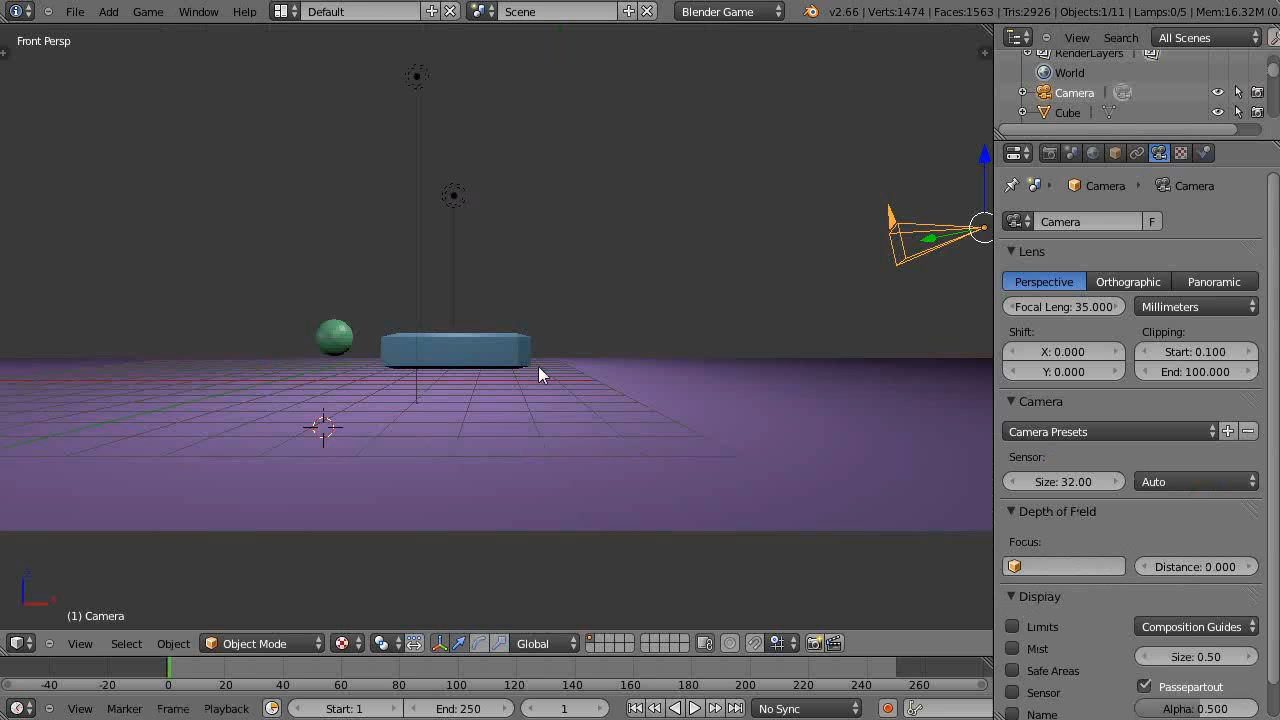 File Add Game Window Help Default Scene Blender Game v2.66 | Verts:1474 | Faces:1563 | Tris:2926 | Objects:1/11 | Lamps:0/5 | Mem:16.32M
Front Persp
View Search All Scenes
RenderLayers
World
Camera
Cube
Camera Camera
Camera F
Lens
Perspective Orthographic Panoramic
Focal Len: 35.000 Millimeters
Shift: Clipping:
X: 0.000 Start: 0.100
Y: 0.000 End: 100.000
Camera
Camera Presets
Sensor:
Size: 32.00 Auto
Depth of Field
Focus:
Distance: 0.000
Display
Limits Composition Guides
Mist Size: 0.50
Safe Areas
Sensor Passepartout
Name Alpha: 0.500
z
x
(1) Camera
View Select Object Object Mode Global
-40 -20 0 20 40 60 80 100 120 140 160 180 200 220 240 260
View Marker Frame Playback Start: 1 End: 250 1 No Sync